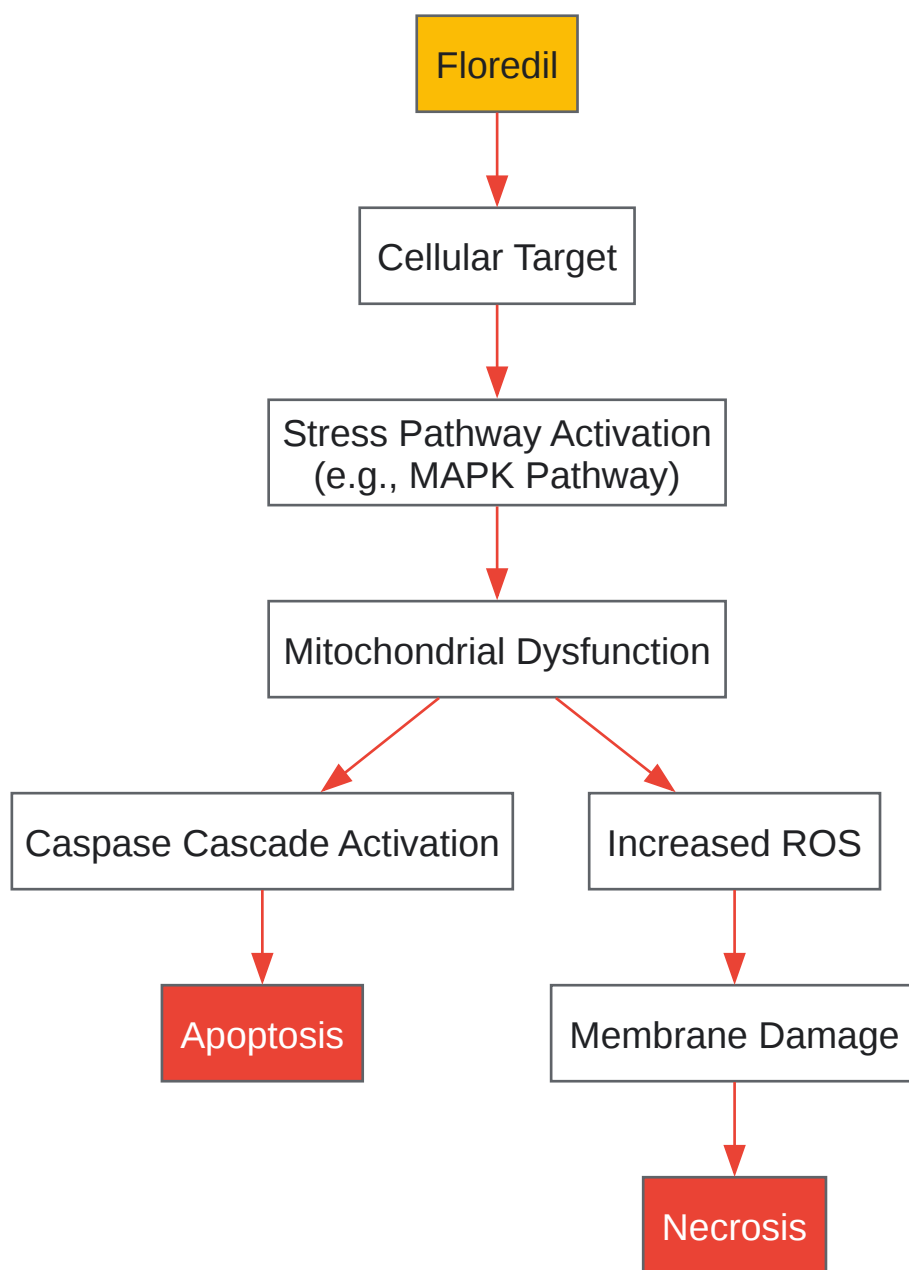 Floredil
Cellular Target
Stress Pathway Activation
(e.g., MAPK Pathway)
Mitochondrial Dysfunction
Caspase Cascade Activation
Increased ROS
Apoptosis
Membrane Damage
Necrosis